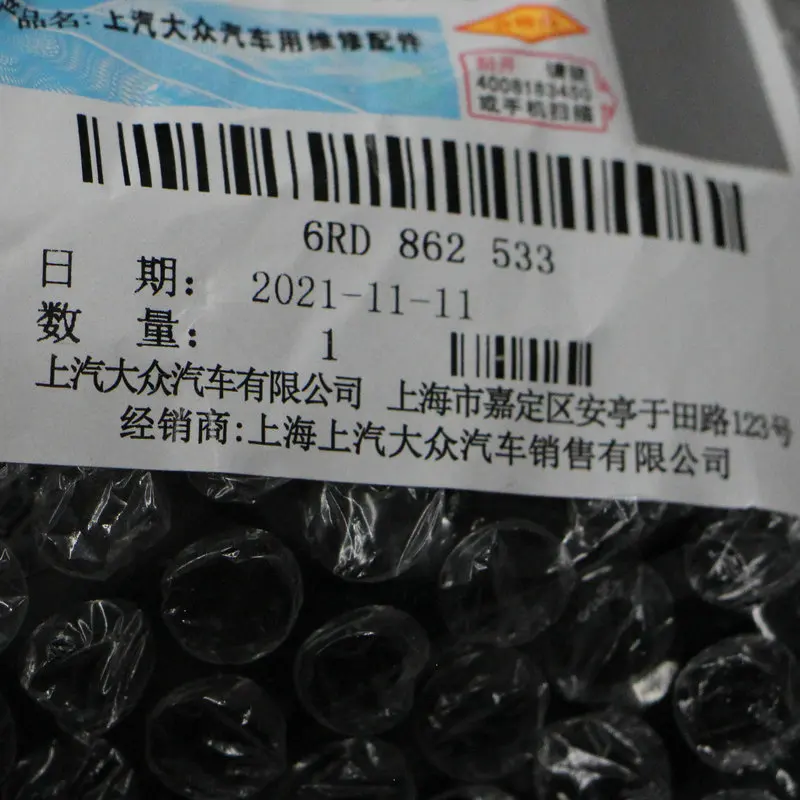 品名: 上汽大众汽车用维修配件
请拨
4008183450
或手机扫描
6RD 862 533
日 期: 2021-11-11
数 量: 1
上汽大众汽车有限公司 上海市嘉定区安亭于田路123号
经销商:上海上汽大众汽车销售有限公司